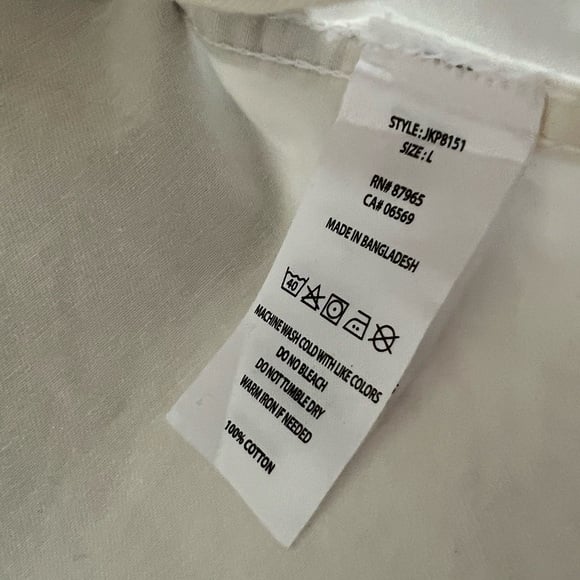 STYLE: JKP8151
SIZE: L
RN# 87965
CA# 06569
MADE IN BANGLADESH
40
MACHINE WASH COLD WITH LIKE COLORS
DO NO BLEACH
DO NOT TUMBLE DRY
WARM IRON IF NEEDED
100% COTTON